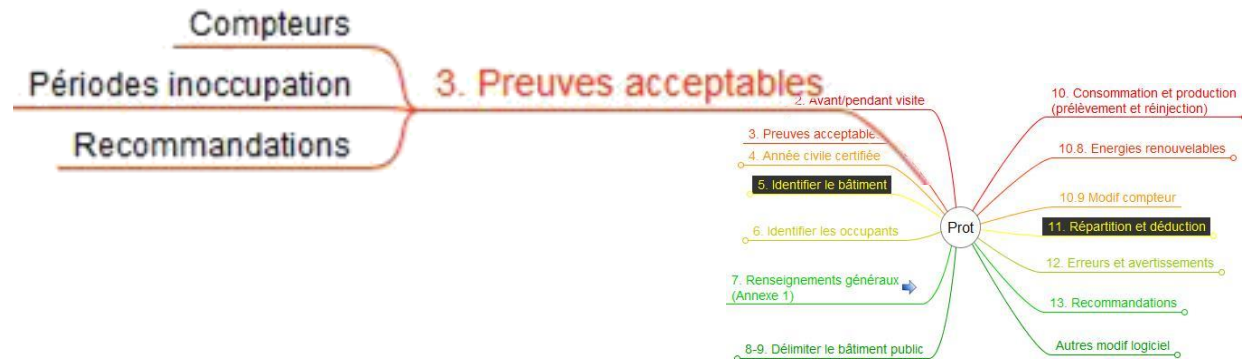 Compteurs
Périodes inoccupation
Recommandations
3. Preuves acceptables
2. Avant/pendant visite
3. Preuves acceptable
4. Année civile certifiée
5. Identifier le bâtiment
6. Identifier les occupants
7. Renseignements généraux
(Annexe 1)
8-9. Délimiter le bâtiment public
Prot
10. Consommation et production
(prélèvement et réinjection)
10.8. Energies renouvelables
10.9 Modif compteur
11. Répartition et déduction
12. Erreurs et avertissements
13. Recommandations
Autres modif logiciel